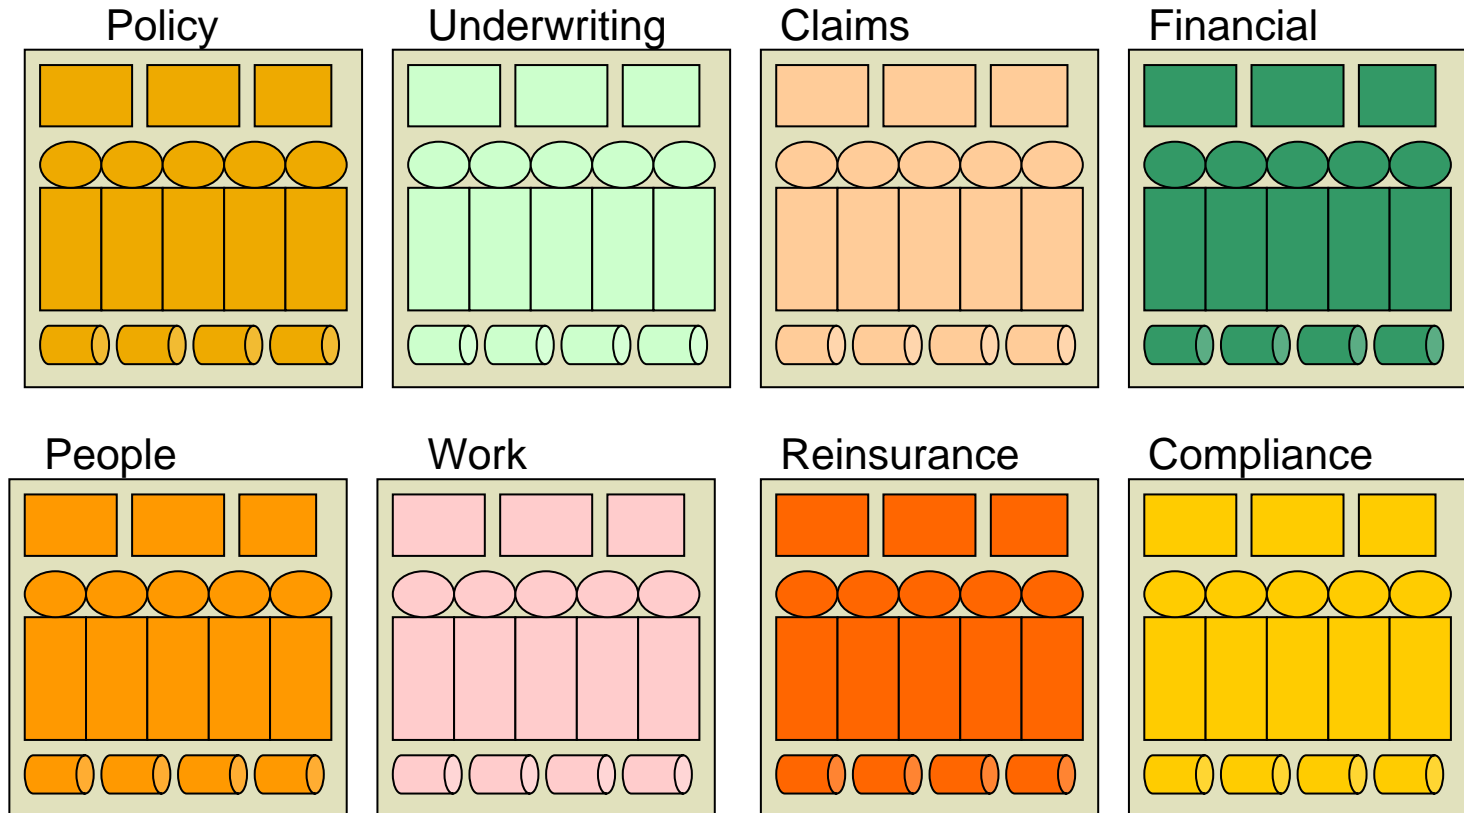 Policy
Underwriting
Claims
Financial
People
Work
Reinsurance
Compliance